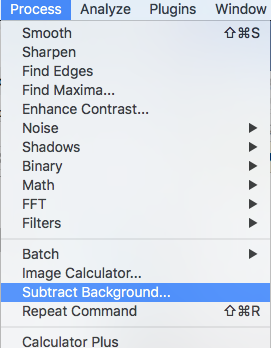 Process Analyze Plugins Window
Smooth ⇧⌘S
Sharpen
Find Edges
Find Maxima...
Enhance Contrast...
Noise ▶
Shadows ▶
Binary ▶
Math ▶
FFT ▶
Filters ▶
Batch ▶
Image Calculator...
Subtract Background...
Repeat Command ⇧⌘R
Calculator Plus